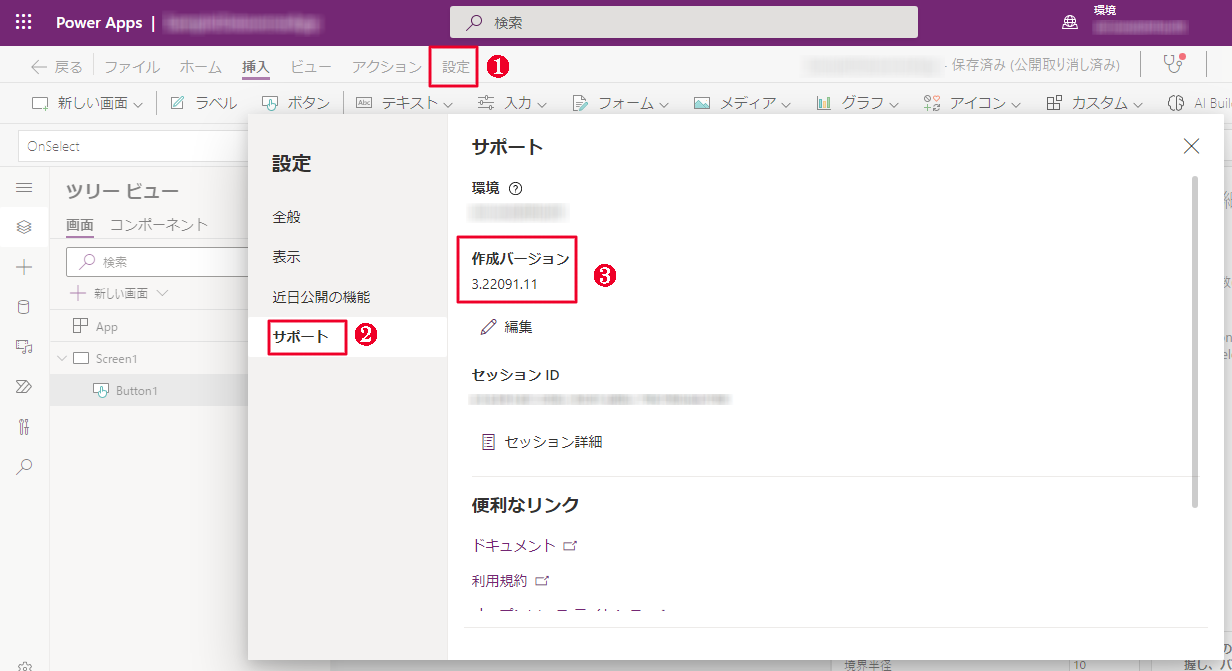 Power Apps |
検索
環境
戻る ファイル ホーム 挿入 ビュー アクション 設定 ❶ - 保存済み (公開取り消し済み)
新しい画面 ラベル ボタン Abc テキスト 入力 フォーム メディア グラフ アイコン カスタム AI Buil
OnSelect
ツリー ビュー
画面 コンポーネント
検索
新しい画面
App
Screen1
Button1
設定
全般
表示
近日公開の機能
サポート ❷
サポート
環境
作成バージョン
3.22091.11
❸
編集
セッション ID
セッション詳細
便利なリンク
ドキュメント
利用規約
境界半径 10